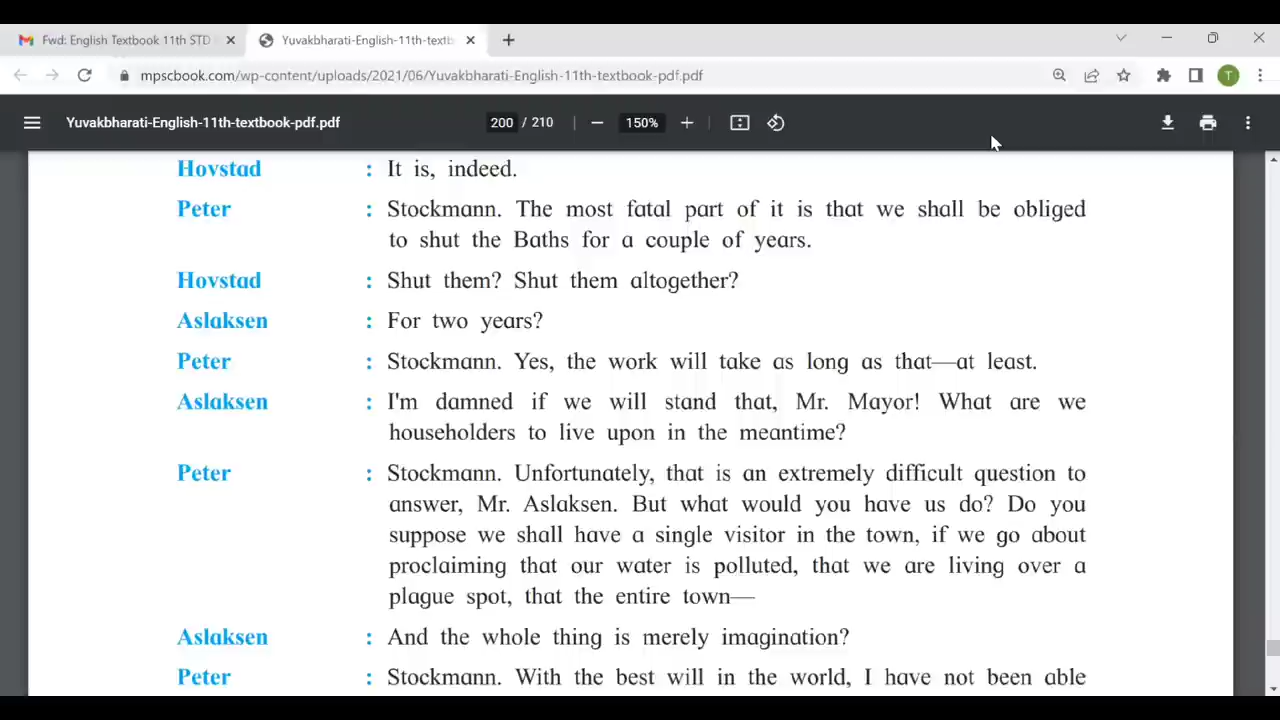 Fwd: English Textbook 11th STD
Yuvakbharati-English-11th-textb
mpscbook.com/wp-content/uploads/2021/06/Yuvakbharati-English-11th-textbook-pdf.pdf
T
Yuvakbharati-English-11th-textbook-pdf.pdf
200 / 210
150%
Hovstad : It is, indeed.
Peter : Stockmann. The most fatal part of it is that we shall be obliged
to shut the Baths for a couple of years.
Hovstad : Shut them? Shut them altogether?
Aslaksen : For two years?
Peter : Stockmann. Yes, the work will take as long as that—at least.
Aslaksen : I'm damned if we will stand that, Mr. Mayor! What are we
householders to live upon in the meantime?
Peter : Stockmann. Unfortunately, that is an extremely difficult question to
answer, Mr. Aslaksen. But what would you have us do? Do you
suppose we shall have a single visitor in the town, if we go about
proclaiming that our water is polluted, that we are living over a
plague spot, that the entire town—
Aslaksen : And the whole thing is merely imagination?
Peter : Stockmann. With the best will in the world, I have not been able